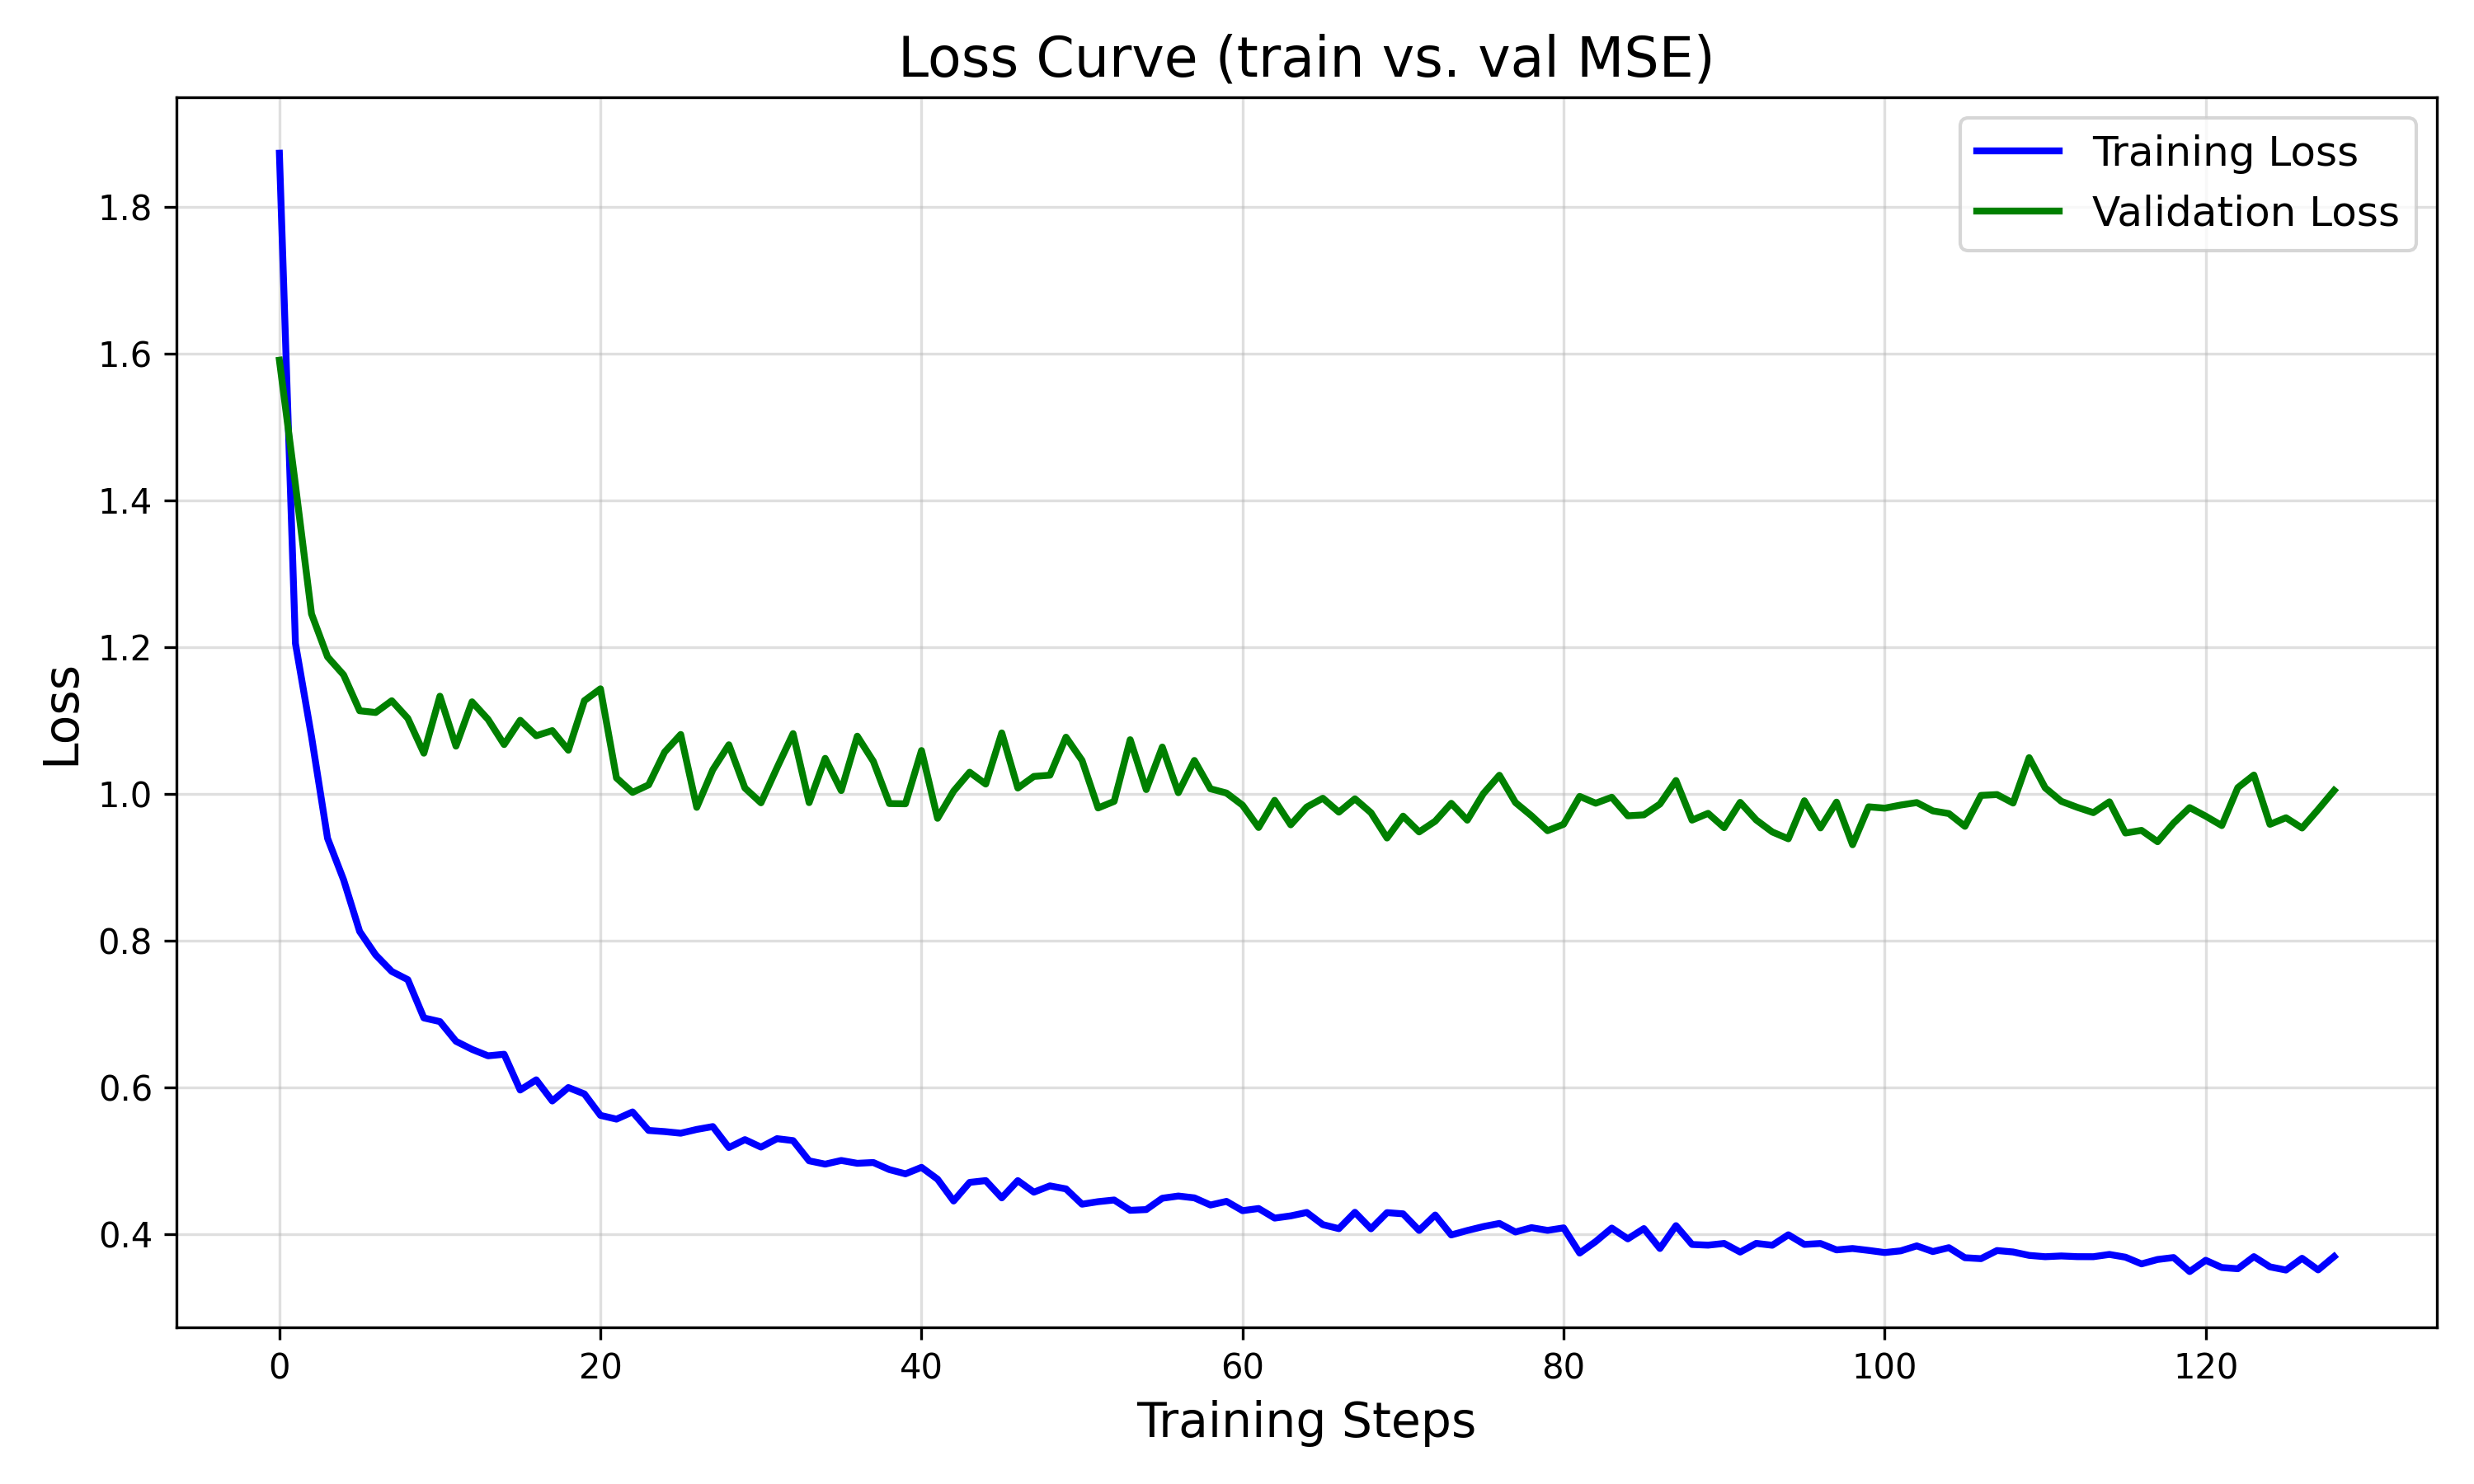 Loss Curve (train vs. val MSE)
Training Loss
Validation Loss
1.8
1.6
1.4
1.2
1.0
0.8
0.6
0.4
Loss
0 20 40 60 80 100 120
Training Steps